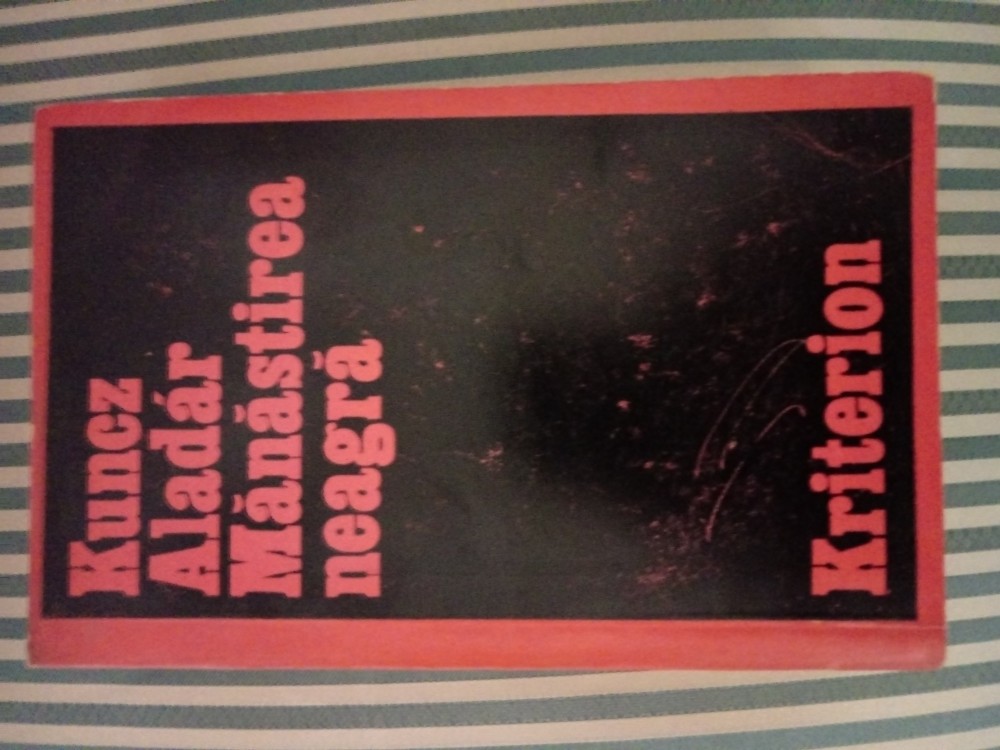 Kuncz
Aladár
Mănăstirea
neagră
Kriterion